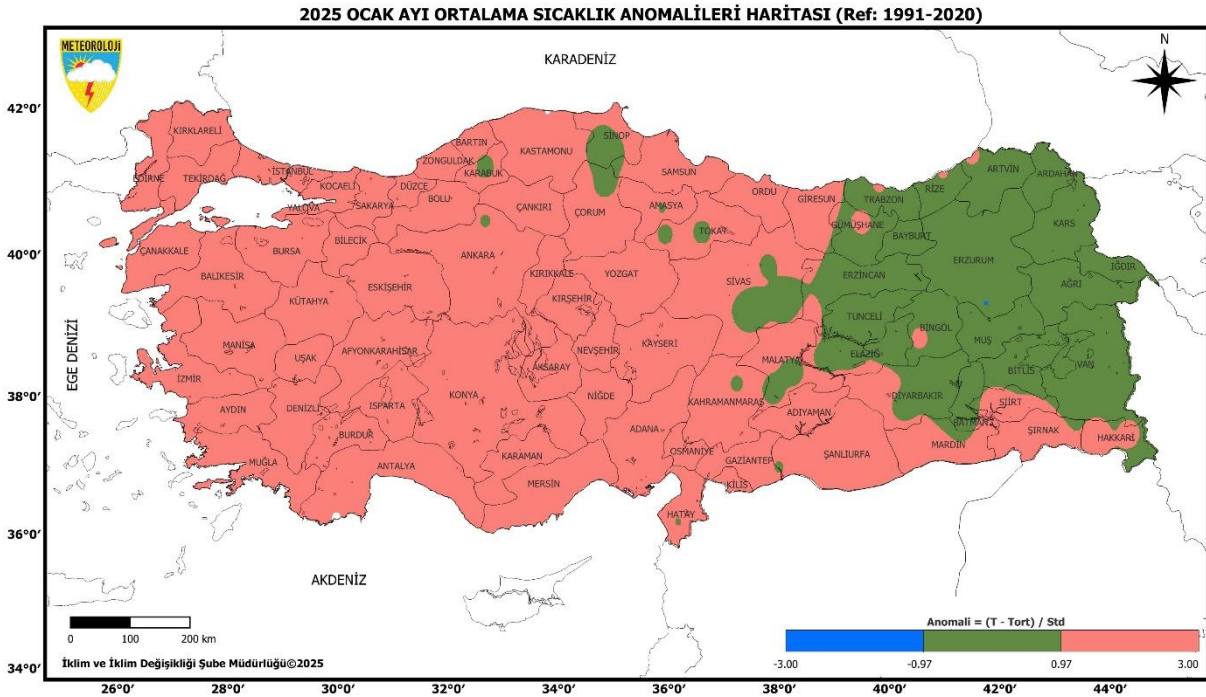 2025 OCAK AYI ORTALAMA SICAKLIK ANOMALİLERİ HARİTASI (Ref: 1991-2020)
METEOROLOJİ
KARADENİZ
N
42°0'
KIRKLARELİ
SİNOP
BARTIN
KASTAMONU
ZONGULDAK
EDİRNE
TEKİRDAĞ
İSTANBUL
KARABÜK
SAMSUN
ARTVİN
ARDAHAN
KOCAELİ
DÜZCE
BOLU
ORDU
RİZE
YALOVA
SAKARYA
ÇANKIRI
ÇORUM
AMASYA
GİRESUN
TRABZON
TOKAT
GÜMÜŞHANE
KARS
BAYBURT
BİLECİK
40°0'
ÇANAKKALE
BURSA
ANKARA
ERZURUM
IĞDIR
BALIKESİR
KIRIKKALE
YOZGAT
SİVAS
ERZİNCAN
AĞRI
ESKİŞEHİR
KÜTAHYA
KIRŞEHİR
TUNCELİ
BİNGÖL
EGE DENİZİ
MANİSA
UŞAK
AFYONKARAHİSAR
NEVŞEHİR
KAYSERİ
MUŞ
MALATYA
ELAZIĞ
VAN
AKSARAY
BİTLİS
İZMİR
38°0'
KONYA
NİĞDE
KAHRAMANMARAŞ
DİYARBAKIR
SİİRT
AYDIN
DENİZLİ
ISPARTA
ADIYAMAN
BATMAN
BURDUR
ADANA
ŞIRNAK
HAKKARİ
MARDİN
MUĞLA
ANTALYA
KARAMAN
OSMANİYE
GAZİANTEP
ŞANLIURFA
MERSİN
KİLİS
HATAY
36°0'
AKDENİZ
0 100 200 km
Anomali = (T - Tort) / Std
-3.00 -0.97 0.97 3.00
İklim ve İklim Değişikliği Şube Müdürlüğü©2025
34°0'
26°0' 28°0' 30°0' 32°0' 34°0' 36°0' 38°0' 40°0' 42°0' 44°0'